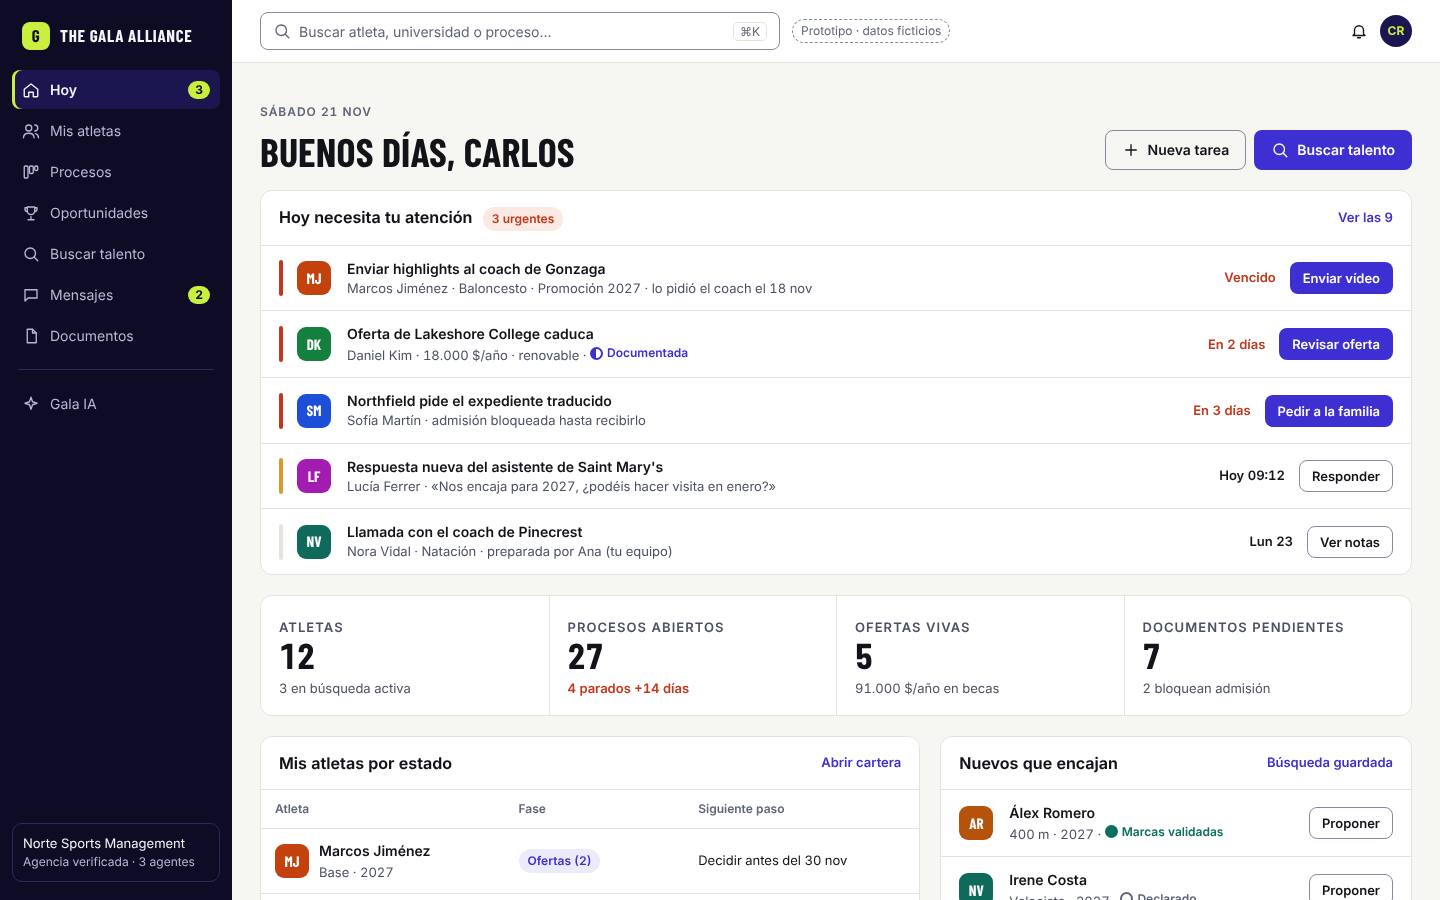 G THE GALA ALLIANCE
Hoy 3
Mis atletas
Procesos
Oportunidades
Buscar talento
Mensajes 2
Documentos
Gala IA
Norte Sports Management
Agencia verificada · 3 agentes
Buscar atleta, universidad o proceso... ⌘K
Prototipo · datos ficticios
CR
SÁBADO 21 NOV
BUENOS DÍAS, CARLOS
Nueva tarea
Buscar talento
Hoy necesita tu atención 3 urgentes Ver las 9
MJ
Enviar highlights al coach de Gonzaga
Marcos Jiménez · Baloncesto · Promoción 2027 · lo pidió el coach el 18 nov
Vencido Enviar vídeo
DK
Oferta de Lakeshore College caduca
Daniel Kim · 18.000 $/año · renovable · Documentada
En 2 días Revisar oferta
SM
Northfield pide el expediente traducido
Sofía Martín · admisión bloqueada hasta recibirlo
En 3 días Pedir a la familia
LF
Respuesta nueva del asistente de Saint Mary's
Lucía Ferrer · «Nos encaja para 2027, ¿podéis hacer visita en enero?»
Hoy 09:12 Responder
NV
Llamada con el coach de Pinecrest
Nora Vidal · Natación · preparada por Ana (tu equipo)
Lun 23 Ver notas
ATLETAS
12
3 en búsqueda activa
PROCESOS ABIERTOS
27
4 parados +14 días
OFERTAS VIVAS
5
91.000 $/año en becas
DOCUMENTOS PENDIENTES
7
2 bloquean admisión
Mis atletas por estado Abrir cartera
Atleta Fase Siguiente paso
MJ
Marcos Jiménez
Base · 2027
Ofertas (2)
Decidir antes del 30 nov
Nuevos que encajan Búsqueda guardada
AR
Álex Romero
400 m · 2027 · Marcas validadas
Proponer
NV
Irene Costa
Velocista · 2027 · Declarado
Proponer